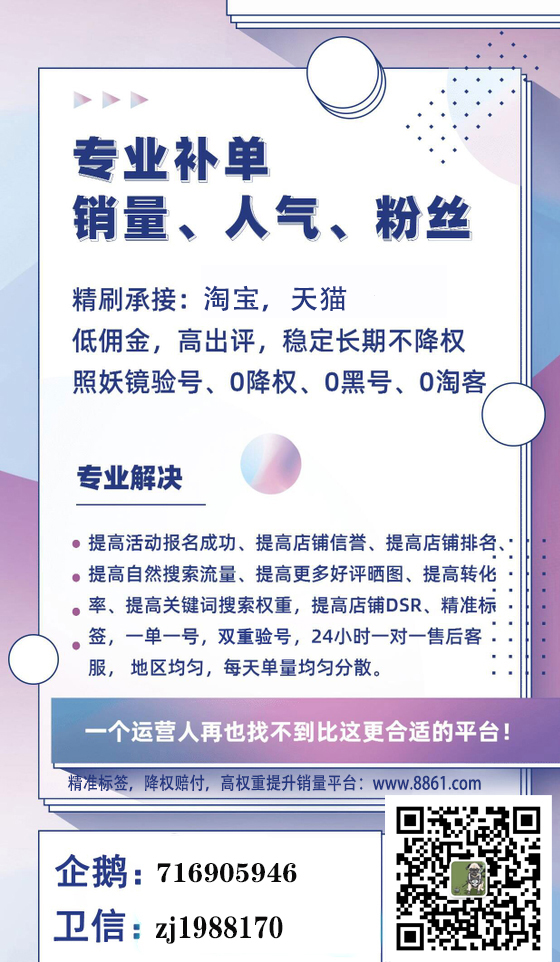 专业补单
销量、人气、粉丝
精刷承接：淘宝， 天猫
低佣金，高出评，稳定长期不降权
照妖镜验号、0降权、0黑号、0淘客
专业解决
提高活动报名成功、提高店铺信誉、提高店铺排名、
提高自然搜索流量、提高更多好评晒图、提高转化
率、提高关键词搜索权重，提高店铺DSR、精准标
签，一单一号，双重验号，24小时一对一售后客
服， 地区均匀，每天单量均匀分散。
一个运营人再也找不到比这更合适的平台！
精准标签，降权赔付，高权重提升销量平台：www.8861.com
企鹅：716905946
卫信：zj1988170